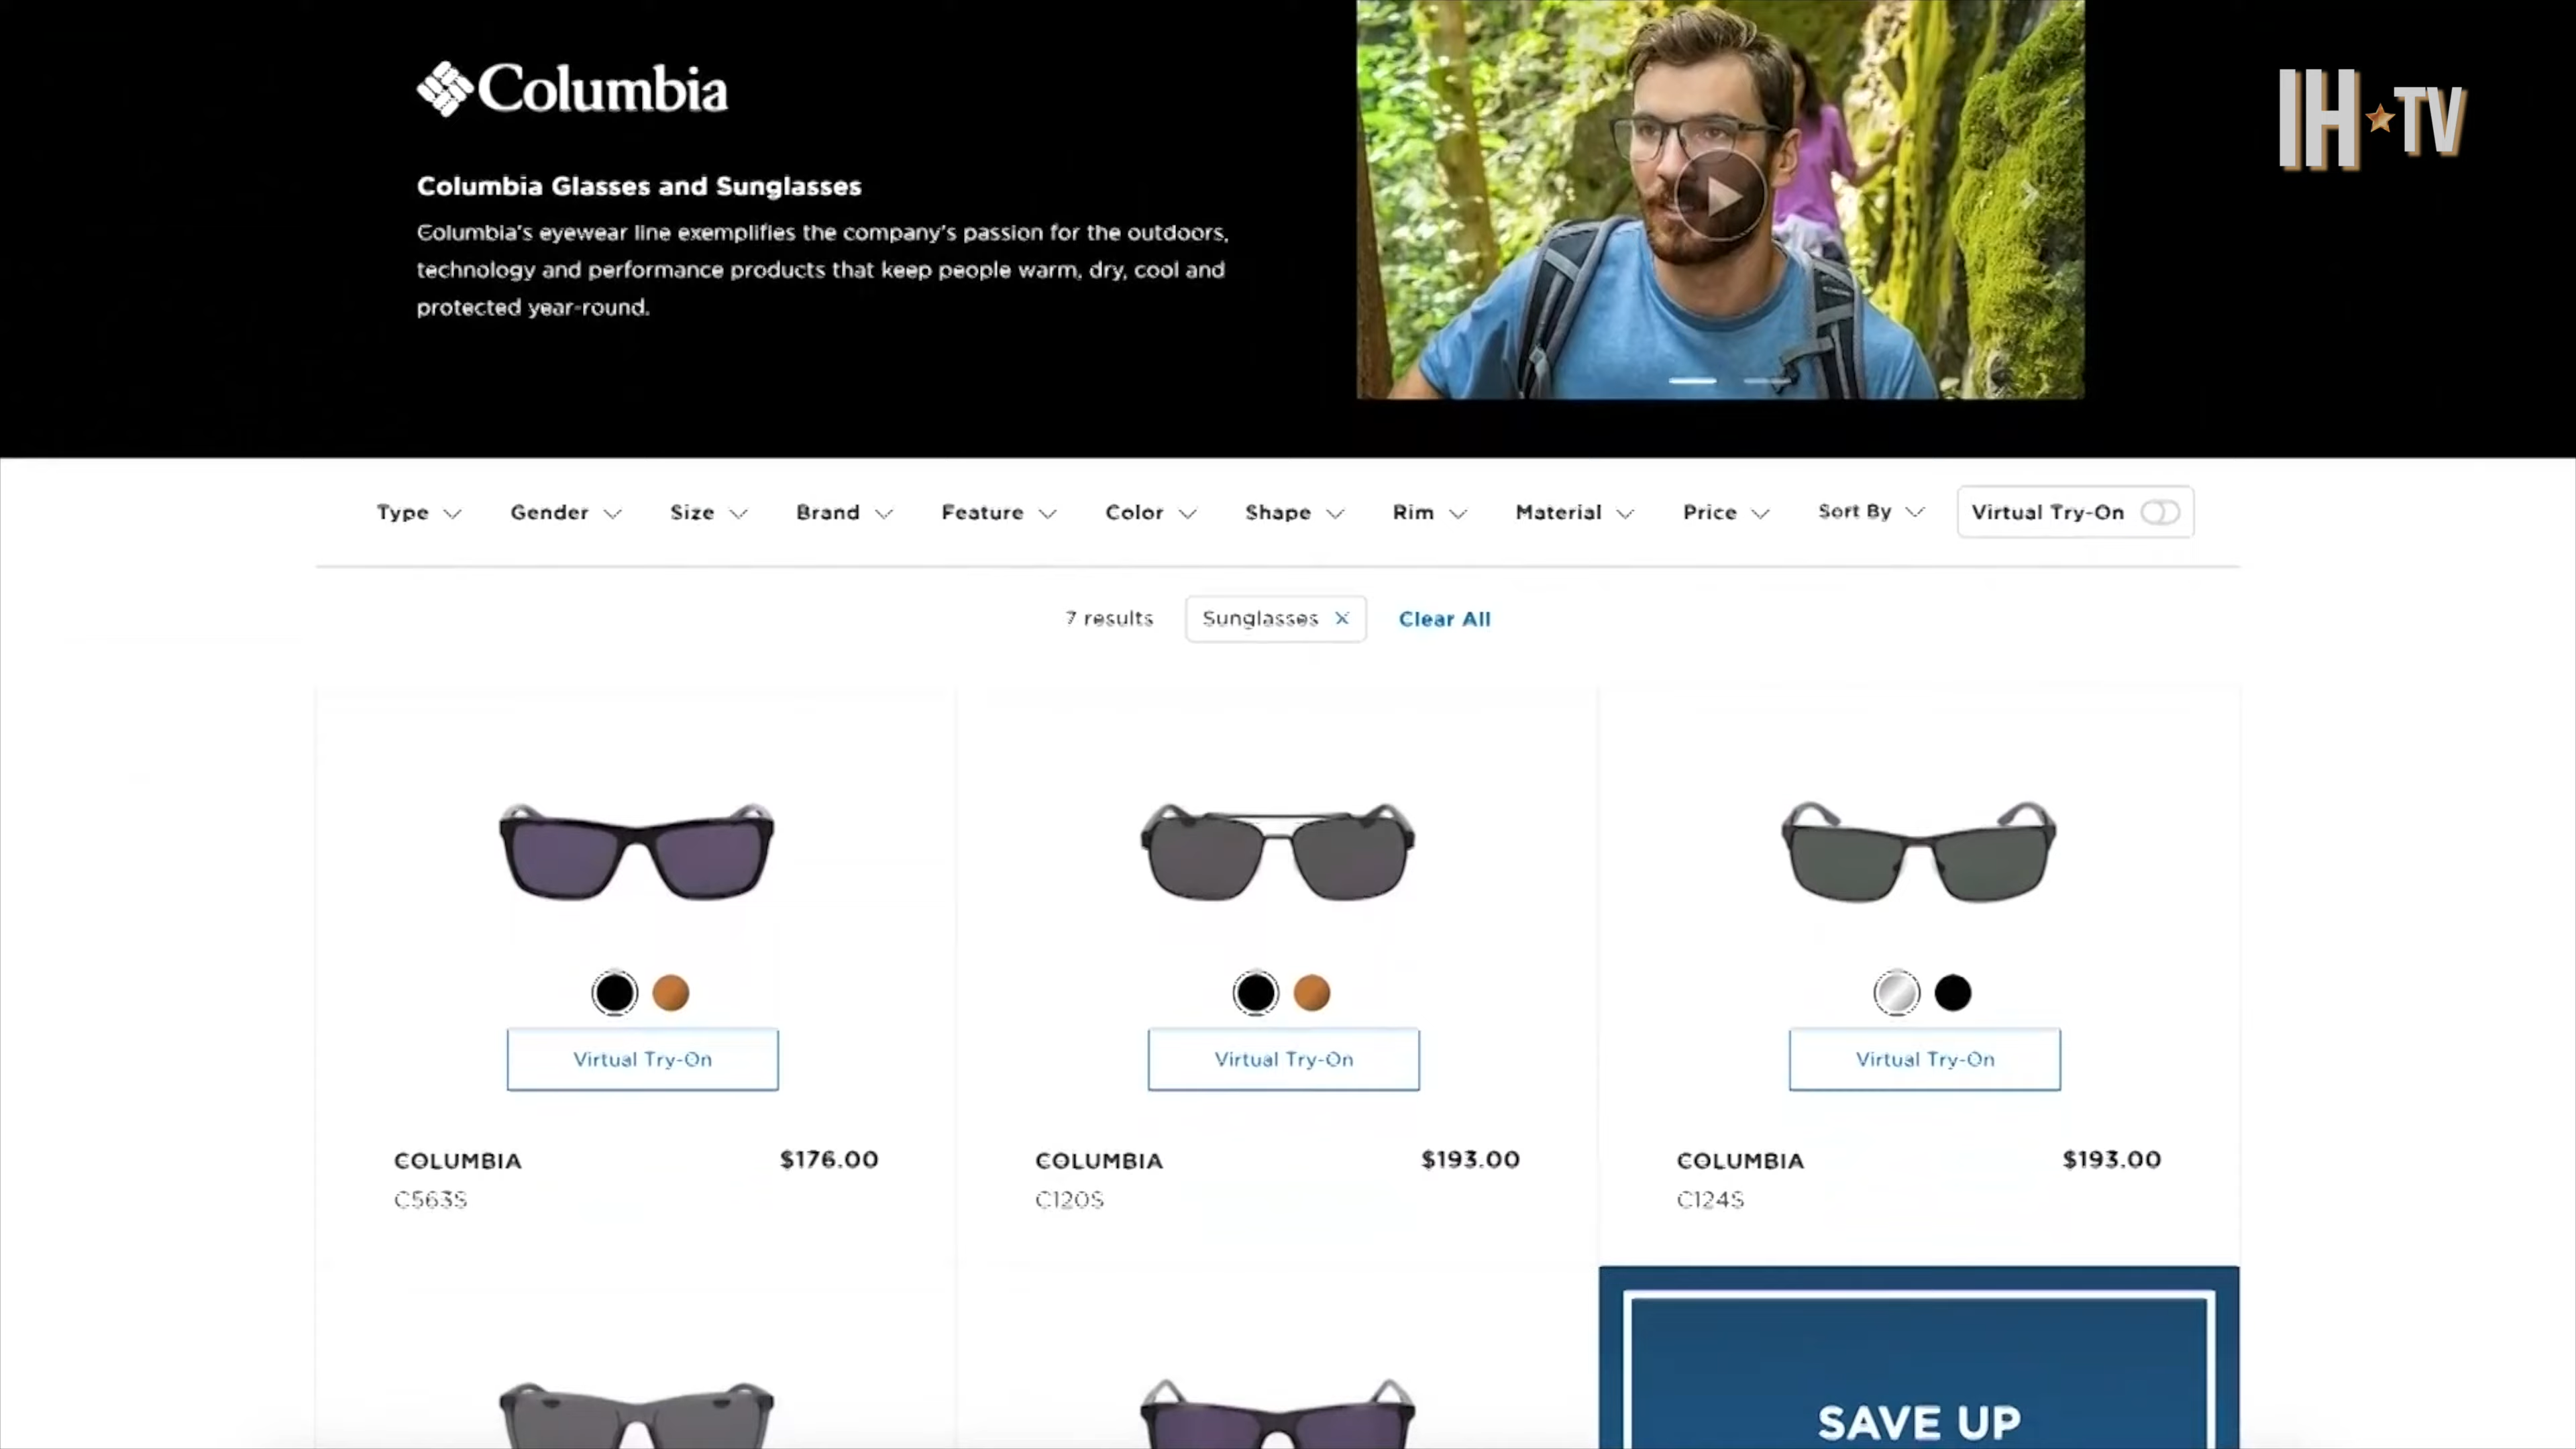 Columbia
IH TV
Columbia Glasses and Sunglasses
Columbia's eyewear line exemplifies the company's passion for the outdoors,
technology and performance products that keep people warm, dry, cool and
protected year-round.
Type Gender Size Brand Feature Color Shape Rim Material Price Sort By Virtual Try-On
7 results Sunglasses X Clear All
Virtual Try-On Virtual Try-On Virtual Try-On
COLUMBIA $176.00 COLUMBIA $193.00 COLUMBIA $193.00
C563S C120S C124S
SAVE UP